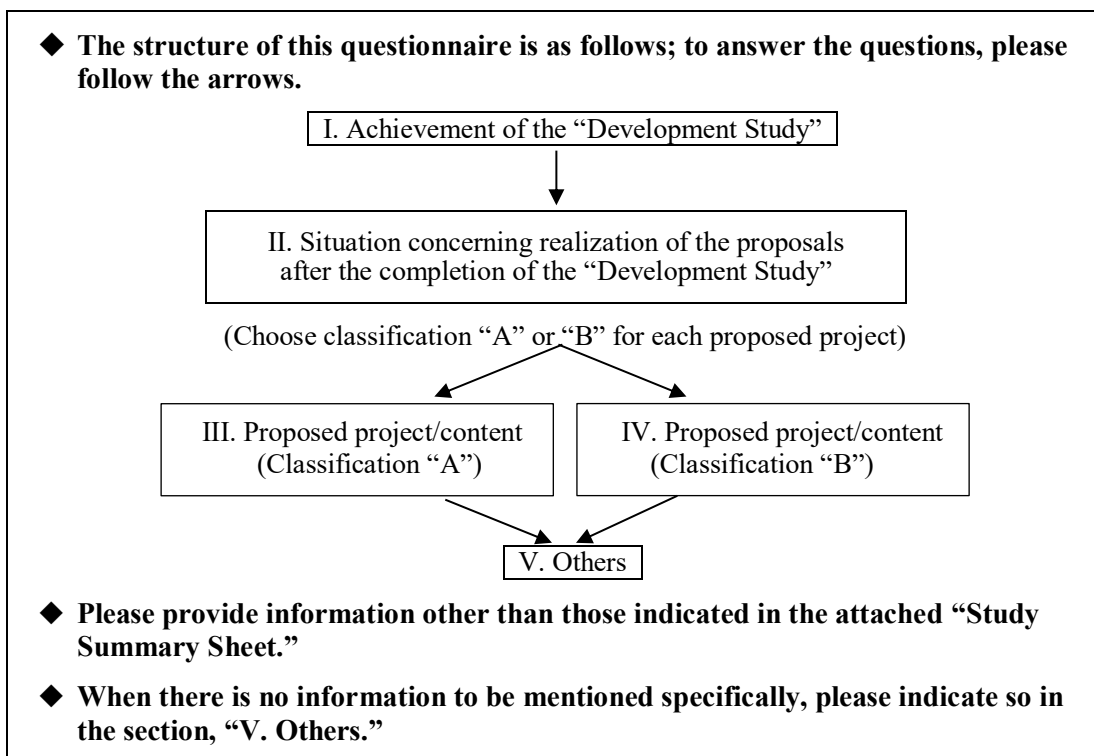 ◆ The structure of this questionnaire is as follows; to answer the questions, please
follow the arrows.
I. Achievement of the “Development Study”
II. Situation concerning realization of the proposals
after the completion of the “Development Study”
(Choose classification “A” or “B” for each proposed project)
III. Proposed project/content
(Classification “A”)
IV. Proposed project/content
(Classification “B”)
V. Others
◆ Please provide information other than those indicated in the attached “Study
Summary Sheet.”
◆ When there is no information to be mentioned specifically, please indicate so in
the section, “V. Others.”